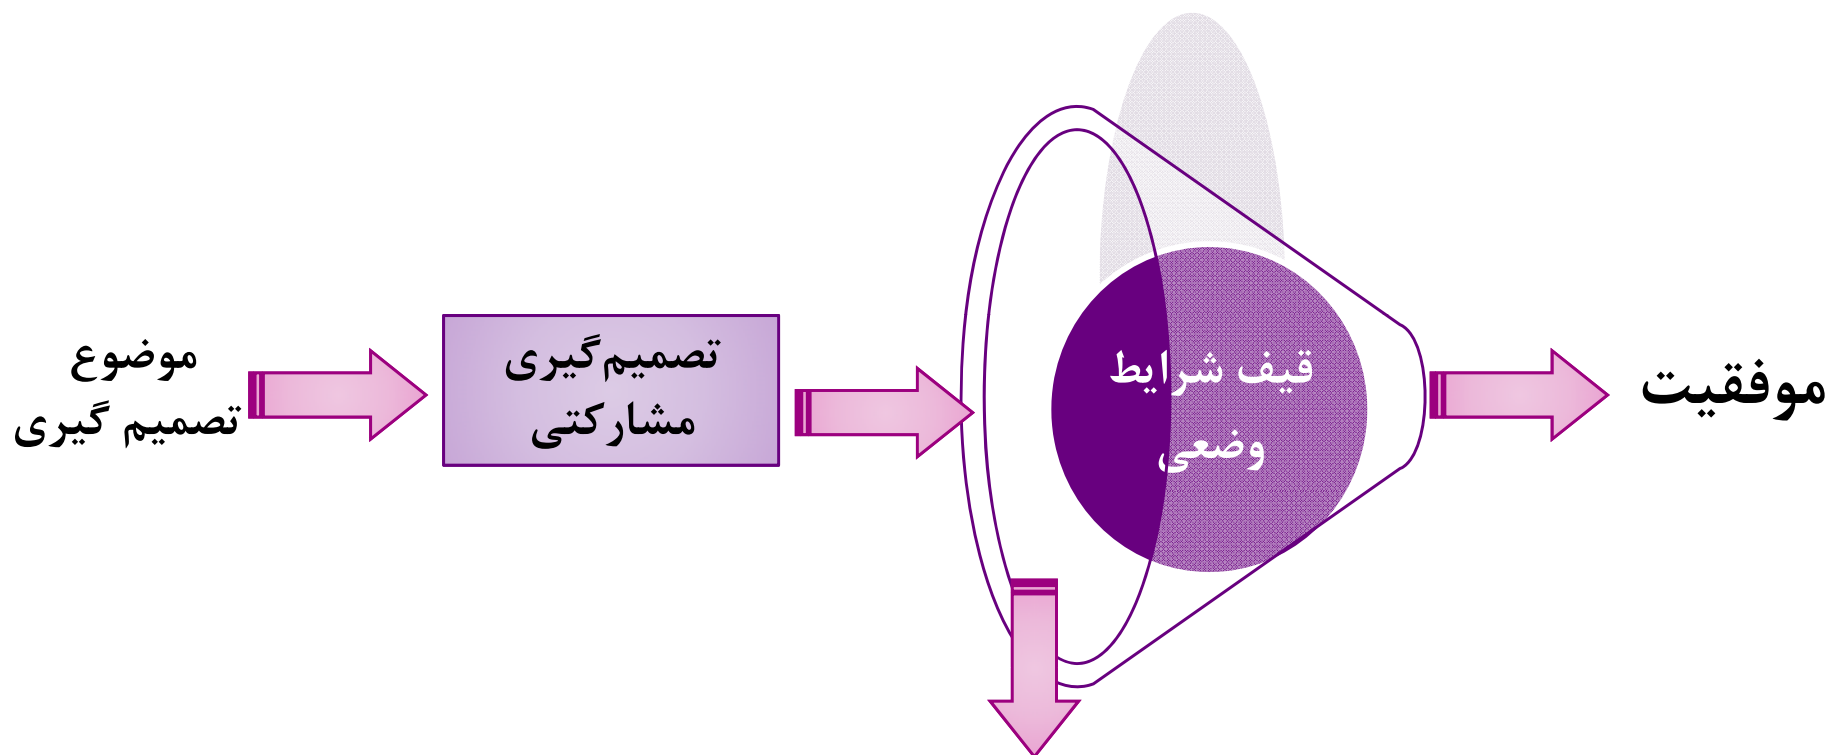 موضوع
تصمیم گیری
تصمیم‌گیری
مشارکتی
قیف شرایط
وضعی
موفقیت